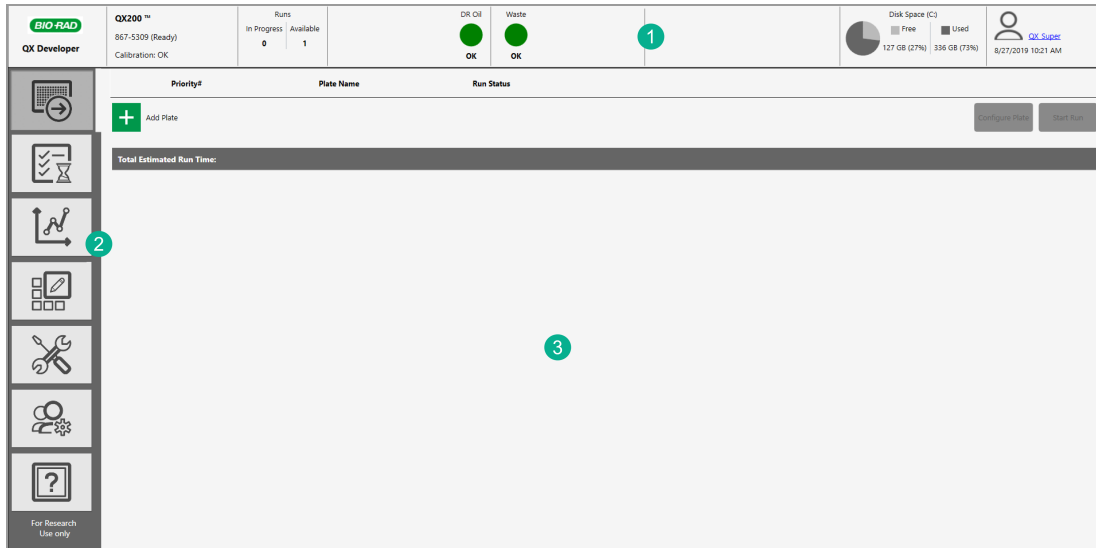 BIO-RAD
QX Developer
QX200 ™
867-5309 (Ready)
Calibration: OK
Runs
In Progress Available
0 1
DR Oil
OK
Waste
OK
1
Disk Space (C:)
Free Used
127 GB (27%) 336 GB (73%)
QX Super
8/27/2019 10:21 AM
Priority# Plate Name Run Status
+ Add Plate
Configure Plate Start Run
Total Estimated Run Time:
2
3
?
For Research
Use only